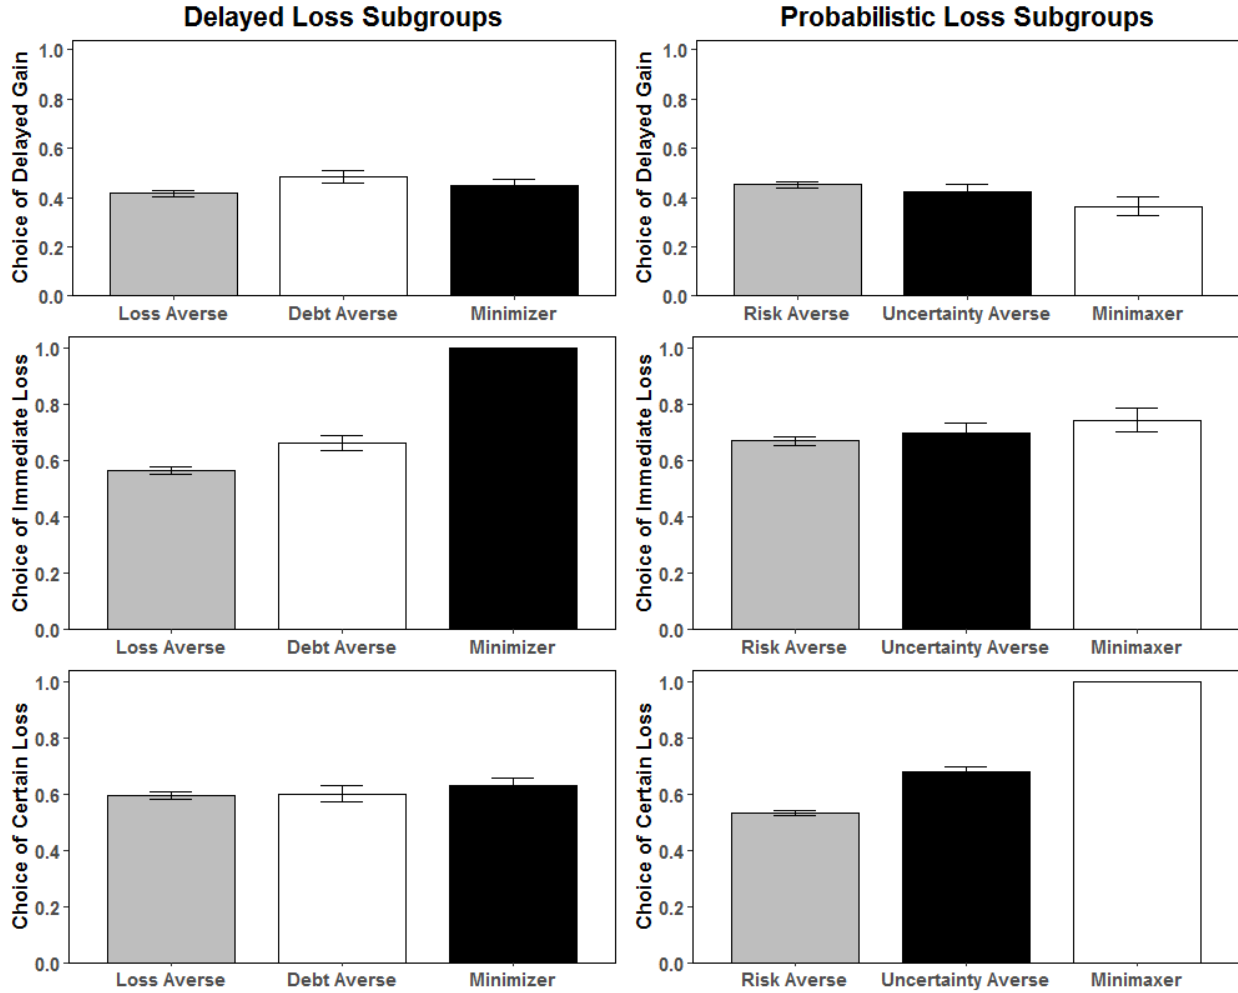 Delayed Loss Subgroups
Probabilistic Loss Subgroups
Choice of Delayed Gain
1.0
0.8
0.6
0.4
0.2
0.0
Loss Averse Debt Averse Minimizer
Choice of Delayed Gain
1.0
0.8
0.6
0.4
0.2
0.0
Risk Averse Uncertainty Averse Minimaxer
Choice of Immediate Loss
1.0
0.8
0.6
0.4
0.2
0.0
Loss Averse Debt Averse Minimizer
Choice of Immediate Loss
1.0
0.8
0.6
0.4
0.2
0.0
Risk Averse Uncertainty Averse Minimaxer
Choice of Certain Loss
1.0
0.8
0.6
0.4
0.2
0.0
Loss Averse Debt Averse Minimizer
Choice of Certain Loss
1.0
0.8
0.6
0.4
0.2
0.0
Risk Averse Uncertainty Averse Minimaxer